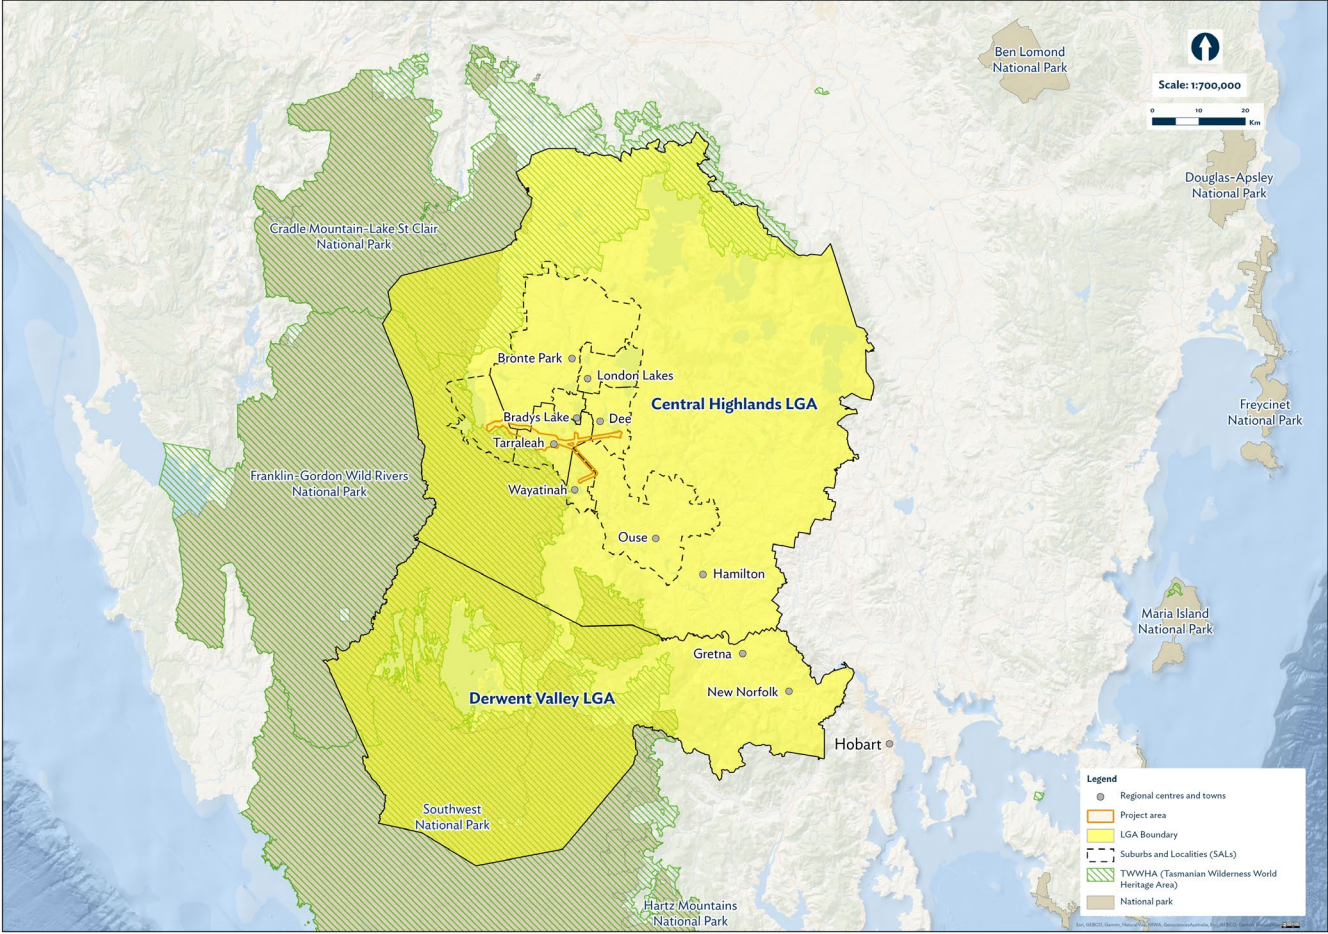 Ben Lomond
National Park
Scale: 1:700,000
0 10 20
Km
Douglas-Apsley
National Park
Cradle Mountain-Lake St Clair
National Park
Bronte Park
London Lakes
Central Highlands LGA
Bradys Lake
Dee
Freycinet
National Park
Tarraleah
Franklin-Gordon Wild Rivers
National Park
Wayatinah
Ouse
Hamilton
Maria Island
National Park
Gretna
New Norfolk
Derwent Valley LGA
Hobart
Southwest
National Park
Hartz Mountains
National Park
Legend
Regional centres and towns
Project area
LGA Boundary
Suburbs and Localities (SALs)
TWWHA (Tasmanian Wilderness World
Heritage Area)
National park